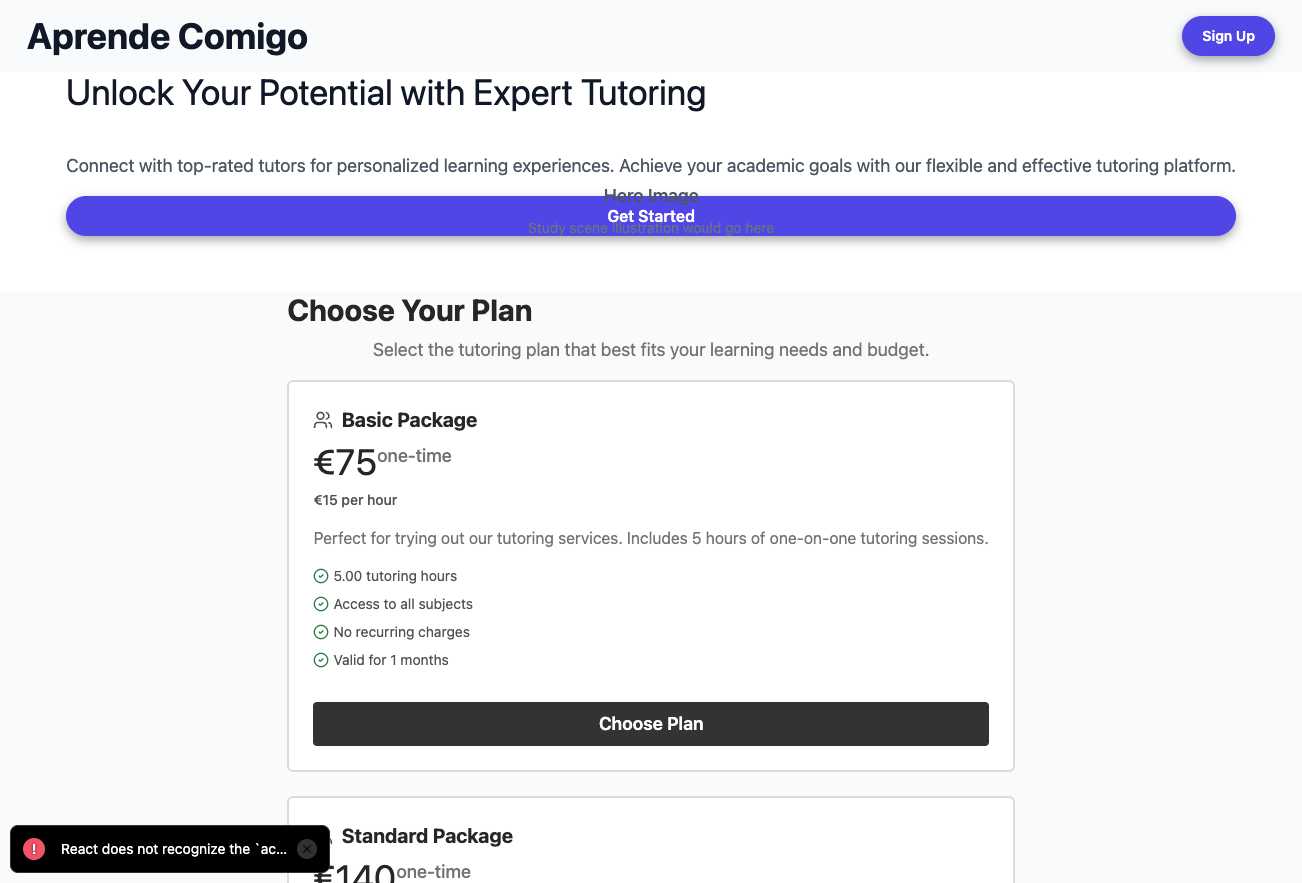 Aprende Comigo
Sign Up
Unlock Your Potential with Expert Tutoring
Connect with top-rated tutors for personalized learning experiences. Achieve your academic goals with our flexible and effective tutoring platform.
Hero Image
Get Started
Study scene illustration would go here
Choose Your Plan
Select the tutoring plan that best fits your learning needs and budget.
Basic Package
€75one-time
€15 per hour
Perfect for trying out our tutoring services. Includes 5 hours of one-on-one tutoring sessions.
5.00 tutoring hours
Access to all subjects
No recurring charges
Valid for 1 months
Choose Plan
Standard Package
€140one-time
React does not recognize the `ac...